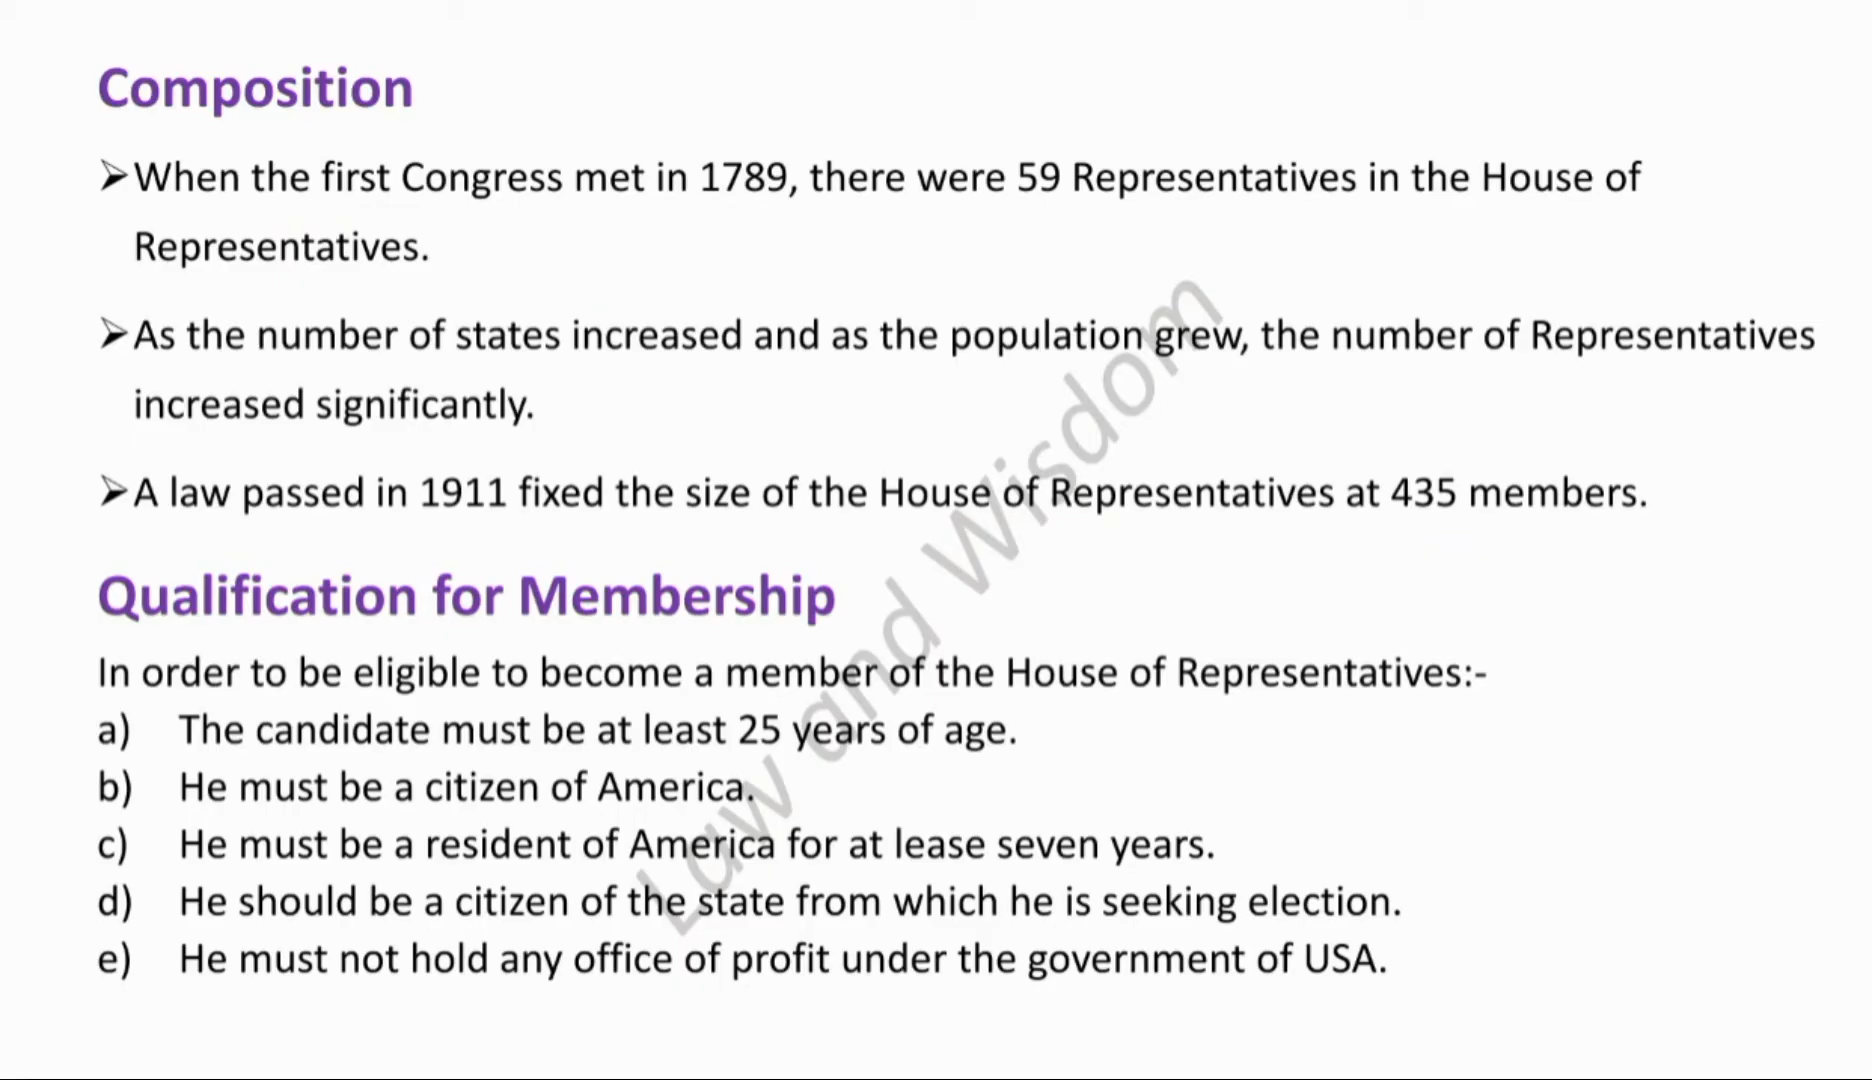 Composition
➢When the first Congress met in 1789, there were 59 Representatives in the House of
Representatives.
➢As the number of states increased and as the population grew, the number of Representatives
increased significantly.
➢A law passed in 1911 fixed the size of the House of Representatives at 435 members.
Qualification for Membership
In order to be eligible to become a member of the House of Representatives:-
a) The candidate must be at least 25 years of age.
b) He must be a citizen of America.
c) He must be a resident of America for at lease seven years.
d) He should be a citizen of the state from which he is seeking election.
e) He must not hold any office of profit under the government of USA.
Law and Wisdom